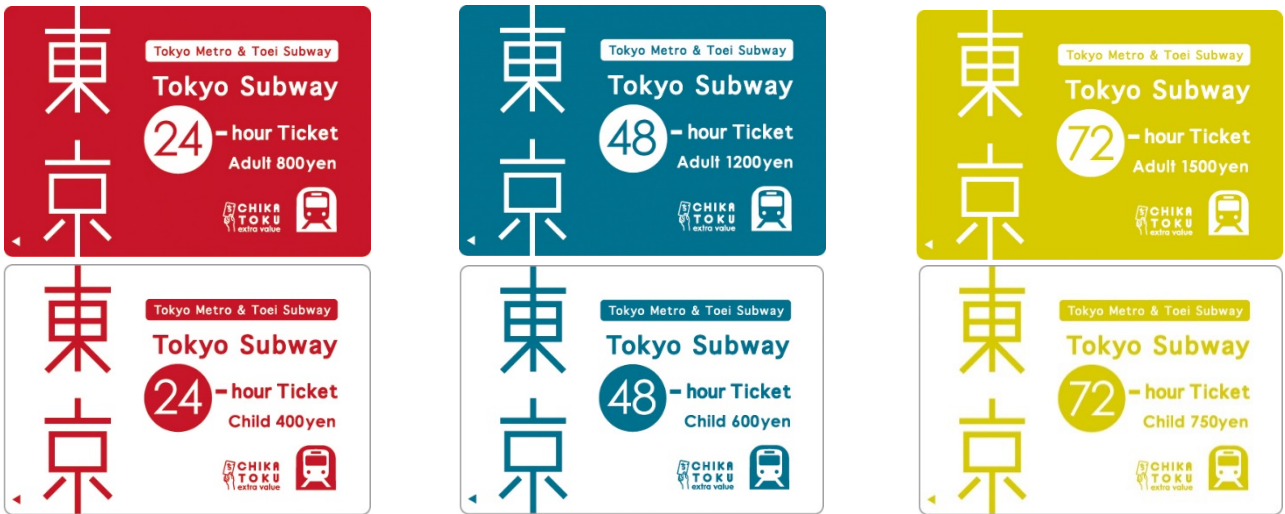 東京
Tokyo Metro & Toei Subway
Tokyo Subway
24-hour Ticket
Adult 800yen
CHIKA
TOKU
extra value
東京
Tokyo Metro & Toei Subway
Tokyo Subway
48-hour Ticket
Adult 1200yen
CHIKA
TOKU
extra value
東京
Tokyo Metro & Toei Subway
Tokyo Subway
72-hour Ticket
Adult 1500yen
CHIKA
TOKU
extra value
東京
Tokyo Metro & Toei Subway
Tokyo Subway
24-hour Ticket
Child 400yen
CHIKA
TOKU
extra value
東京
Tokyo Metro & Toei Subway
Tokyo Subway
48-hour Ticket
Child 600yen
CHIKA
TOKU
extra value
東京
Tokyo Metro & Toei Subway
Tokyo Subway
72-hour Ticket
Child 750yen
CHIKA
TOKU
extra value